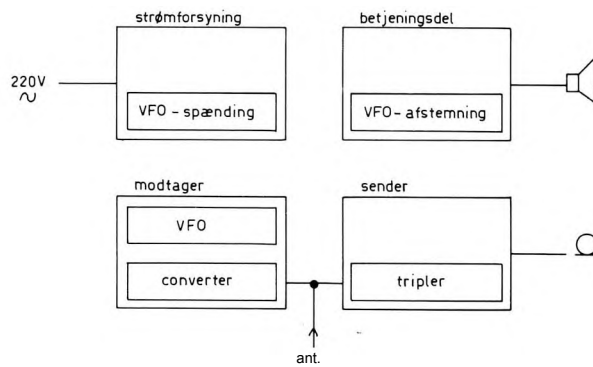 strømforsyning
betjeningsdel
220V
VFO - spænding
VFO - afstemning
modtager
sender
VFO
converter
tripler
ant.